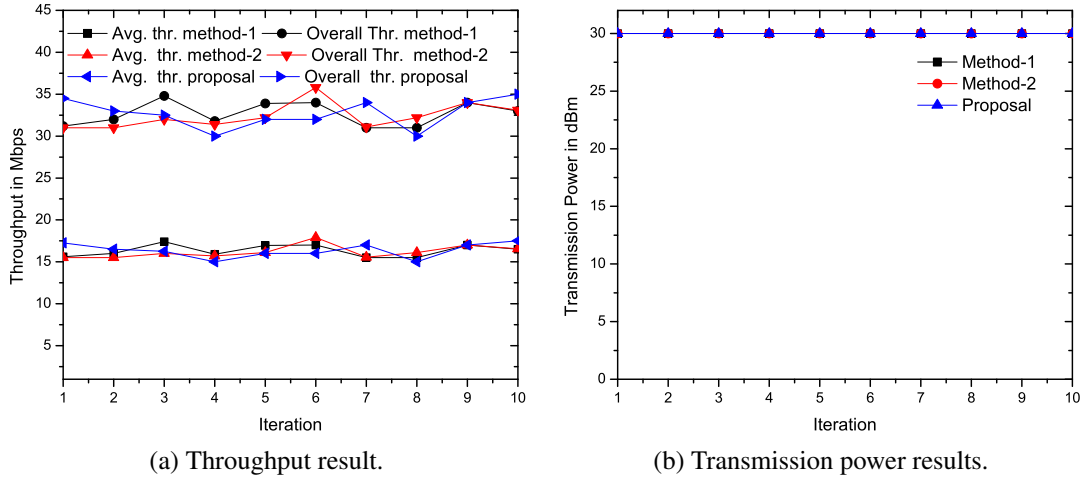 45
40
35
30
25
20
15
10
5
Throughput in Mbps
Avg. thr. method-1
Overall Thr. method-1
Avg. thr. method-2
Overall Thr. method-2
Avg. thr. proposal
Overall thr. proposal
1 2 3 4 5 6 7 8 9 10
Iteration
(a) Throughput result.
30
25
20
15
10
5
0
Transmission Power in dBm
Method-1
Method-2
Proposal
1 2 3 4 5 6 7 8 9 10
Iteration
(b) Transmission power results.